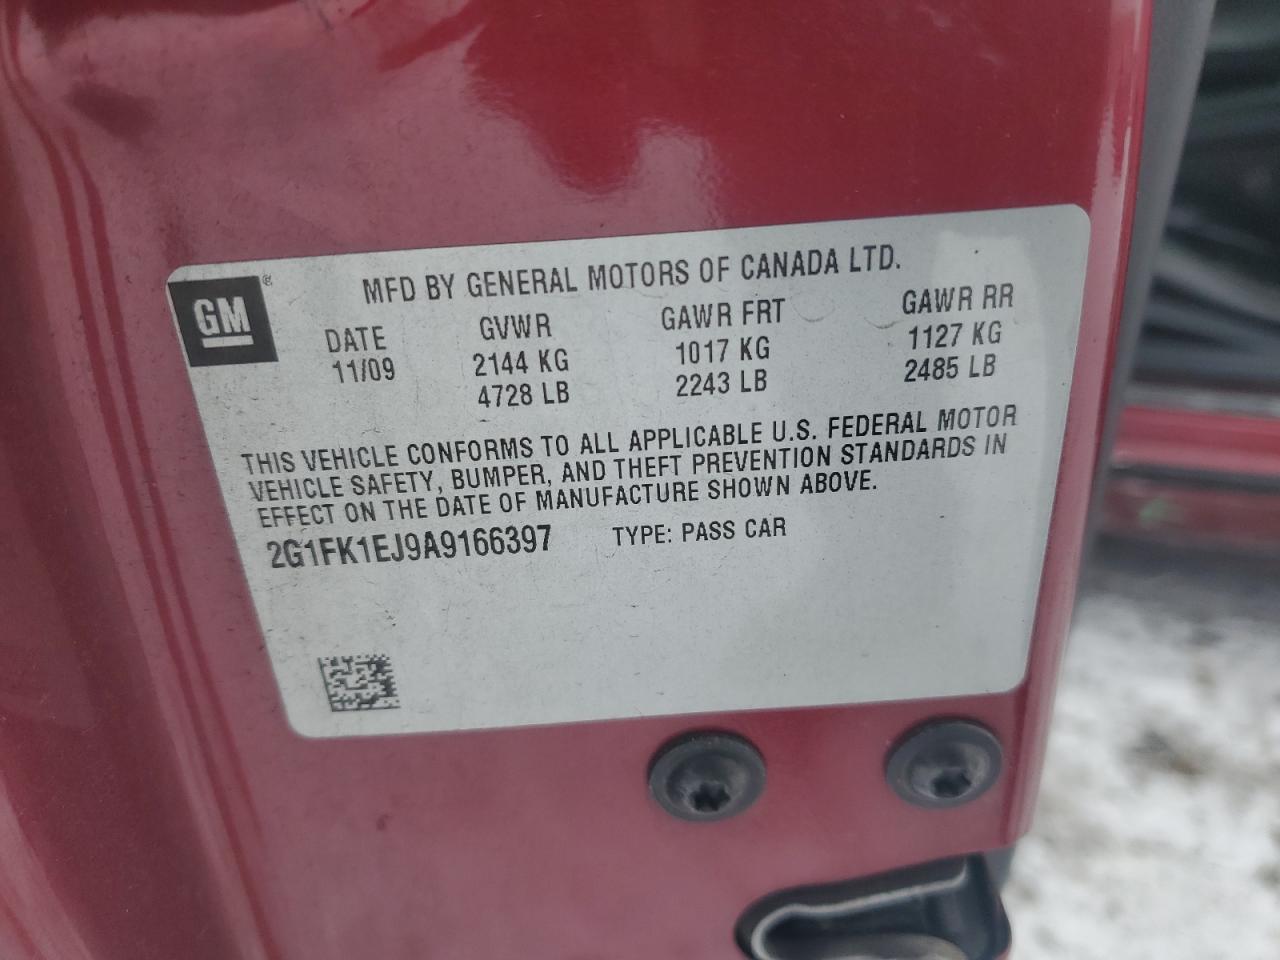 GM®
MFD BY GENERAL MOTORS OF CANADA LTD.
DATE GVWR GAWR FRT GAWR RR
11/09 2144 KG 1017 KG 1127 KG
4728 LB 2243 LB 2485 LB
THIS VEHICLE CONFORMS TO ALL APPLICABLE U.S. FEDERAL MOTOR
VEHICLE SAFETY, BUMPER, AND THEFT PREVENTION STANDARDS IN
EFFECT ON THE DATE OF MANUFACTURE SHOWN ABOVE.
2G1FK1EJ9A9166397 TYPE: PASS CAR